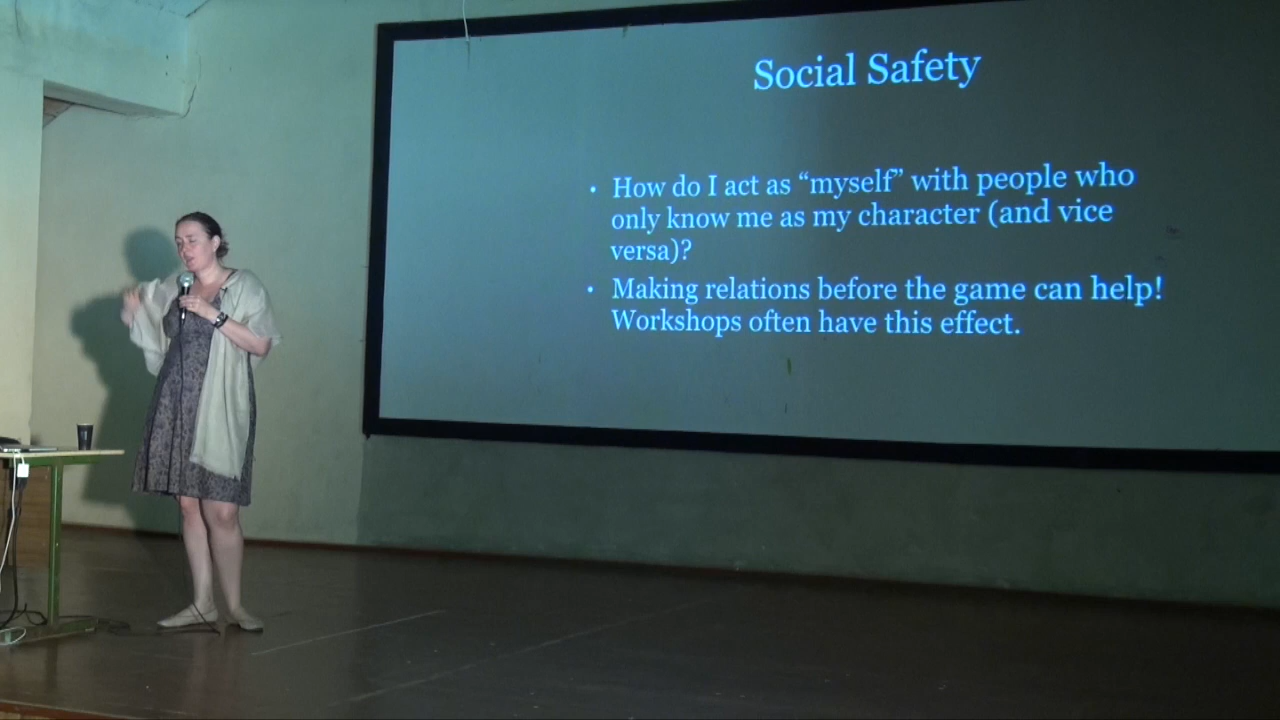 Social Safety
• How do I act as “myself” with people who
only know me as my character (and vice
versa)?
• Making relations before the game can help!
Workshops often have this effect.